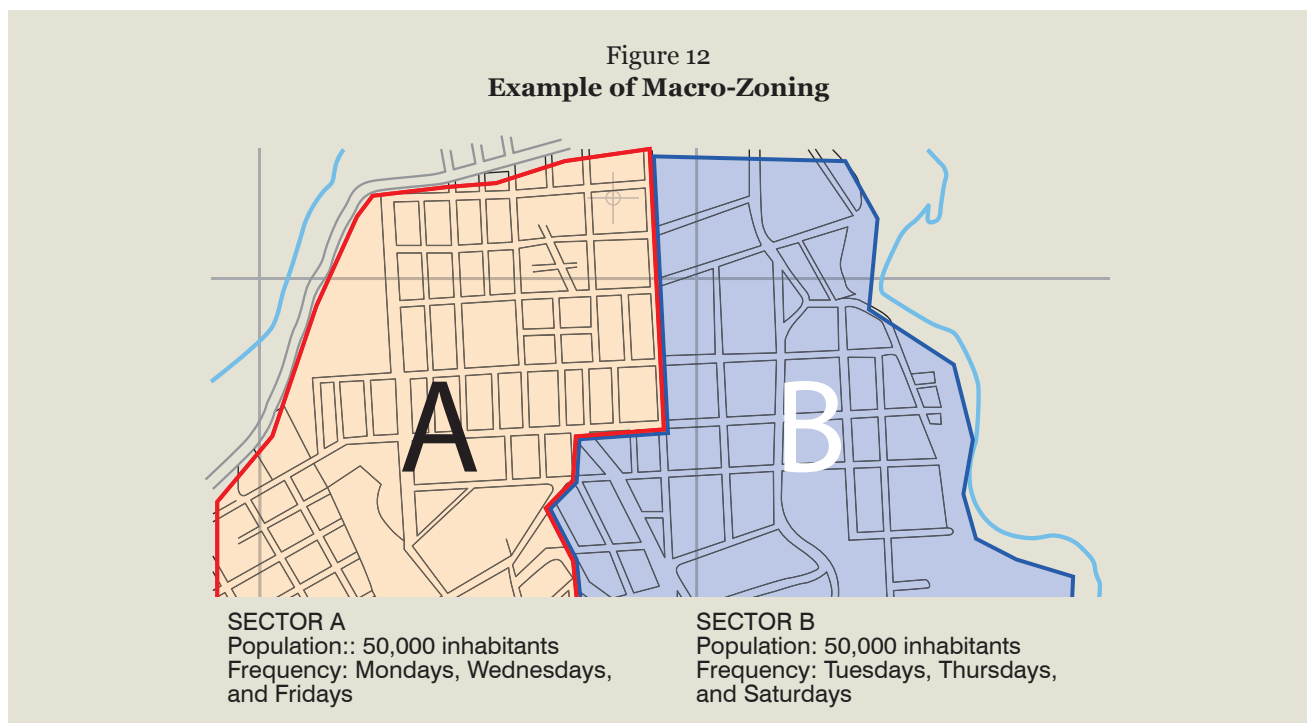 Figure 12
Example of Macro-Zoning
A
B
SECTOR A
Population:: 50,000 inhabitants
Frequency: Mondays, Wednesdays,
and Fridays
SECTOR B
Population: 50,000 inhabitants
Frequency: Tuesdays, Thursdays,
and Saturdays